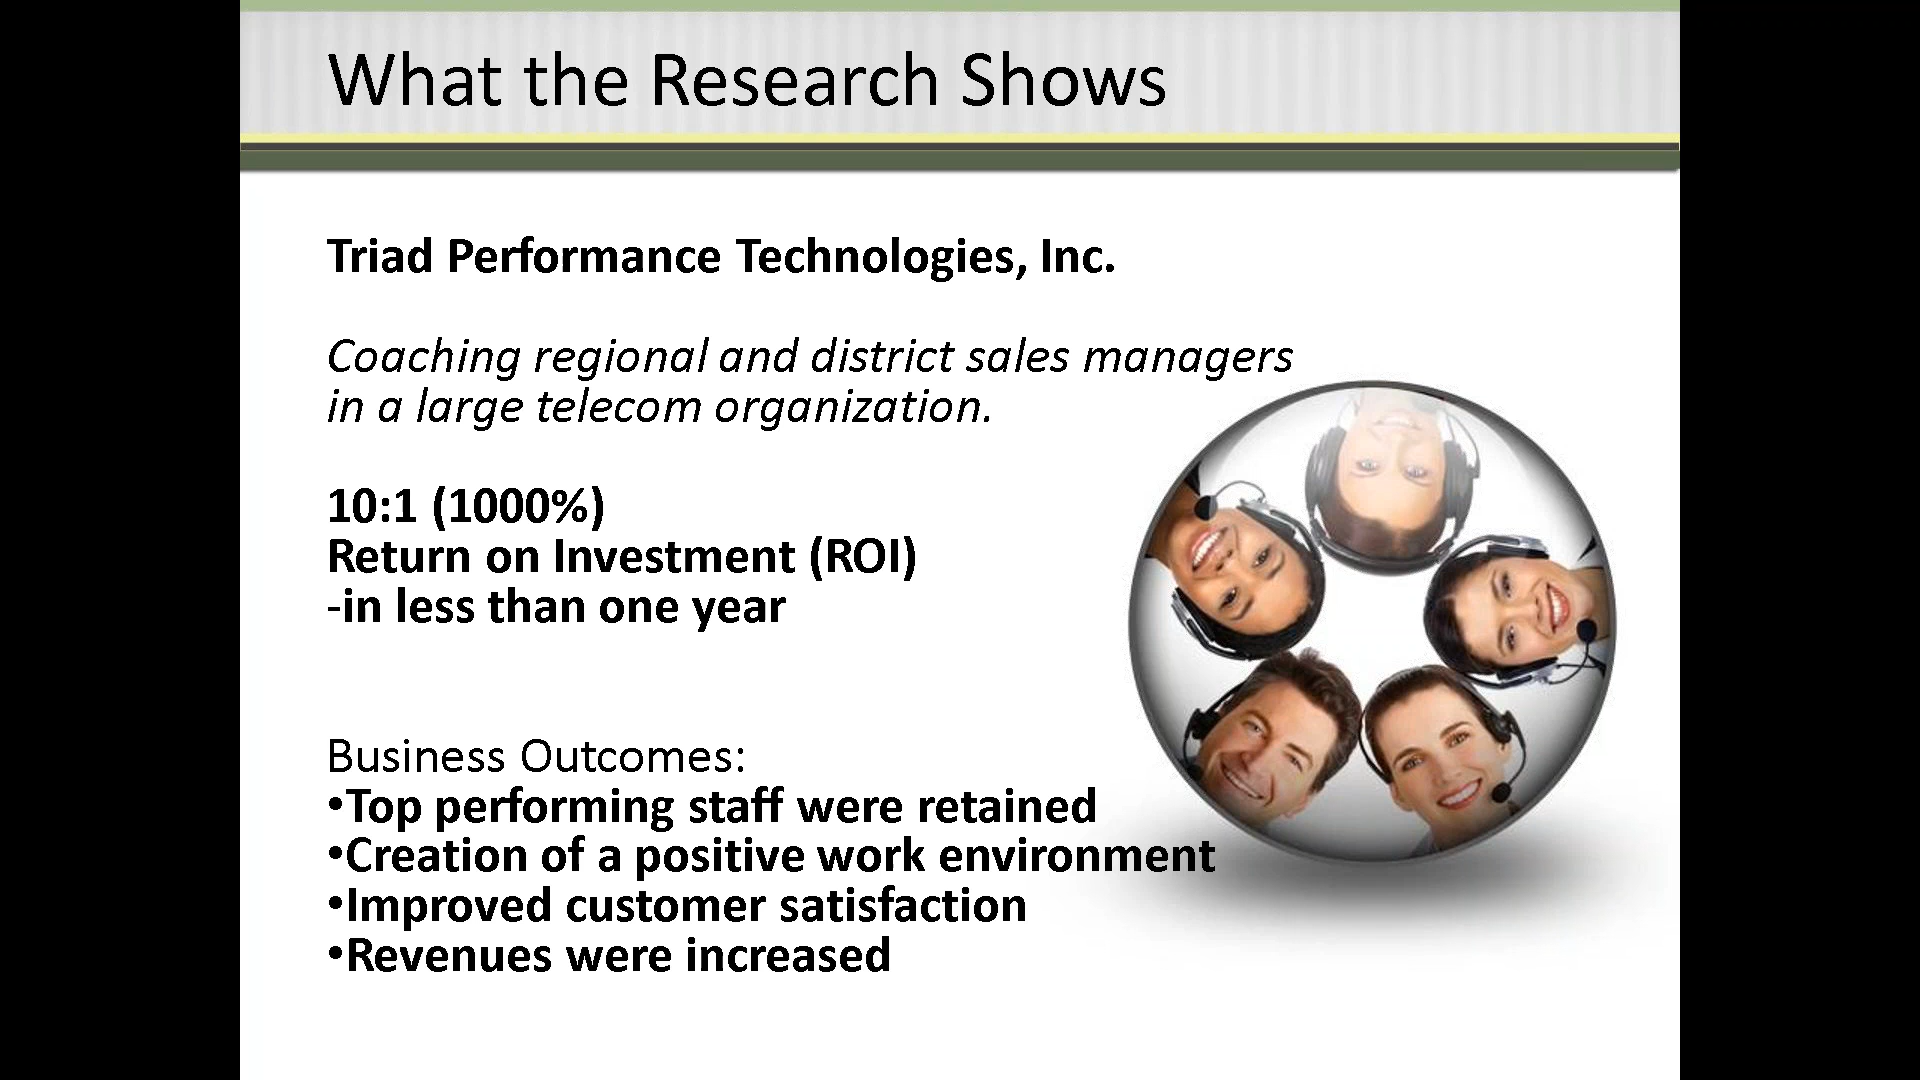 What the Research Shows
Triad Performance Technologies, Inc.
Coaching regional and district sales managers
in a large telecom organization.
10:1 (1000%)
Return on Investment (ROI)
-in less than one year
Business Outcomes:
•Top performing staff were retained
•Creation of a positive work environment
•Improved customer satisfaction
•Revenues were increased